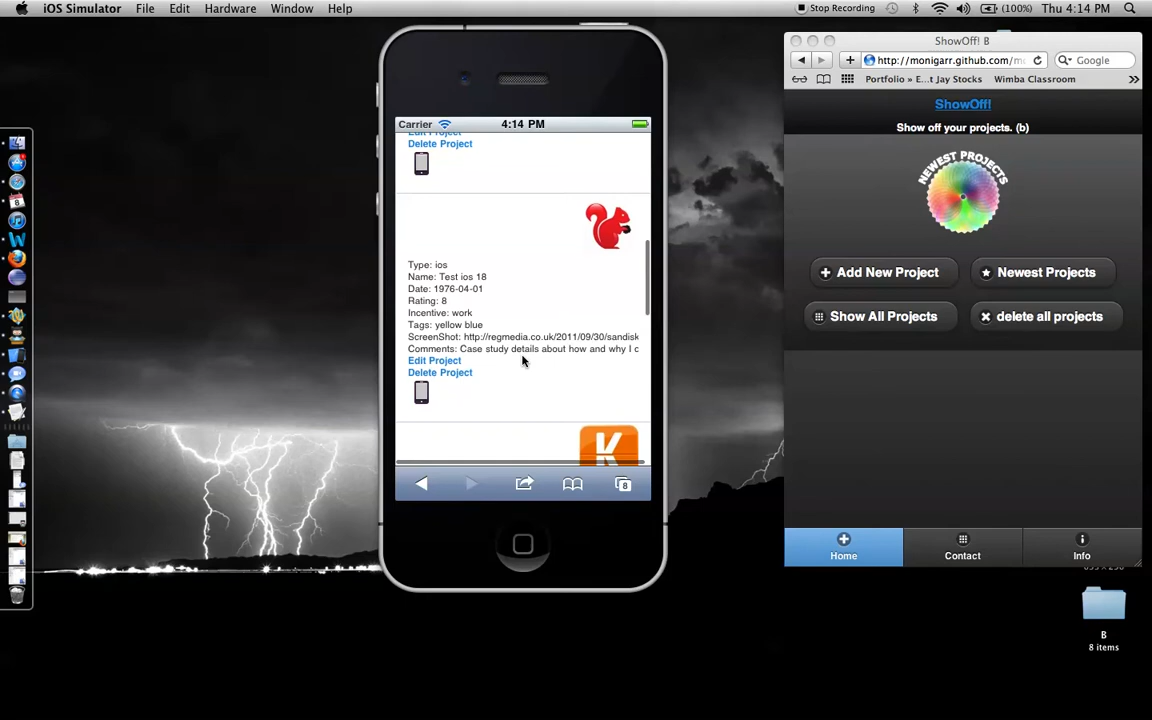 iOS Simulator File Edit Hardware Window Help
Stop Recording (100%) Thu 4:14 PM
Carrier 4:14 PM
Edit Project
Delete Project
Type: ios
Name: Test ios 18
Date: 1976-04-01
Rating: 8
Incentive: work
Tags: yellow blue
ScreenShot: http://regmedia.co.uk/2011/09/30/sandisk
Comments: Case study details about how and why I c
Edit Project
Delete Project
K
8
ShowOff! B
http://monigarr.github.com/m
Google
Portfolio » E...t Jay Stocks Wimba Classroom
ShowOff!
Show off your projects. (b)
NEWEST PROJECTS
Add New Project
Newest Projects
Show All Projects
delete all projects
Home
Contact
Info
B
8 items